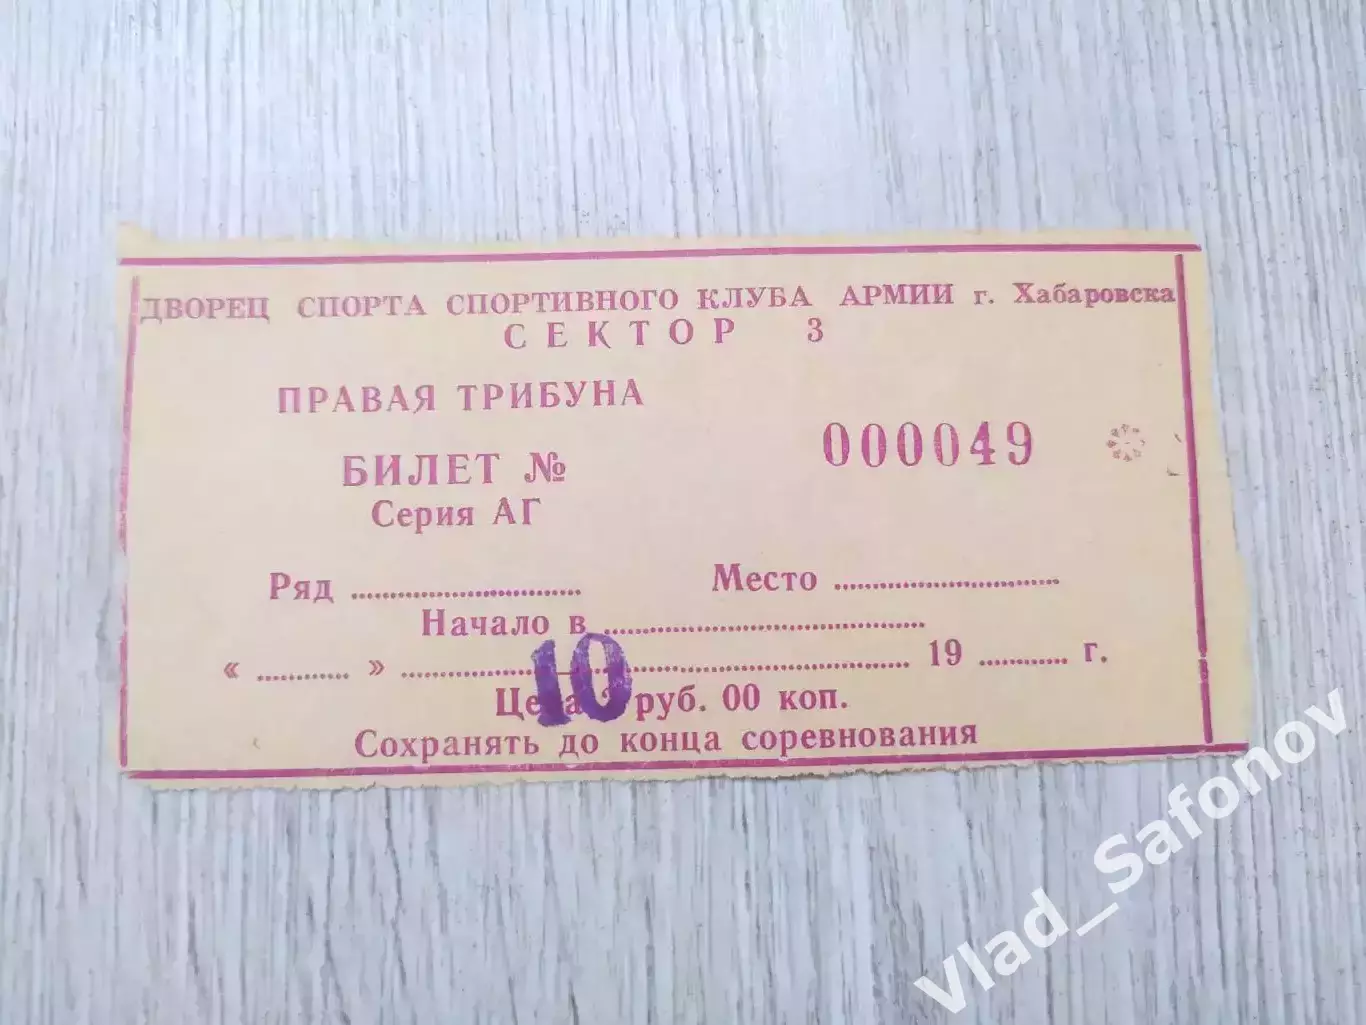 ДВОРЕЦ СПОРТА СПОРТИВНОГО КЛУБА АРМИИ г. Хабаровска
СЕКТОР 3
ПРАВАЯ ТРИБУНА
БИЛЕТ № 000049
Серия АГ
Ряд .................... Место ....................
Начало в ....................
« ........ » .................... 19 ........ г.
10 руб. 00 коп.
Сохранять до конца соревнования
Vlad_Safonov